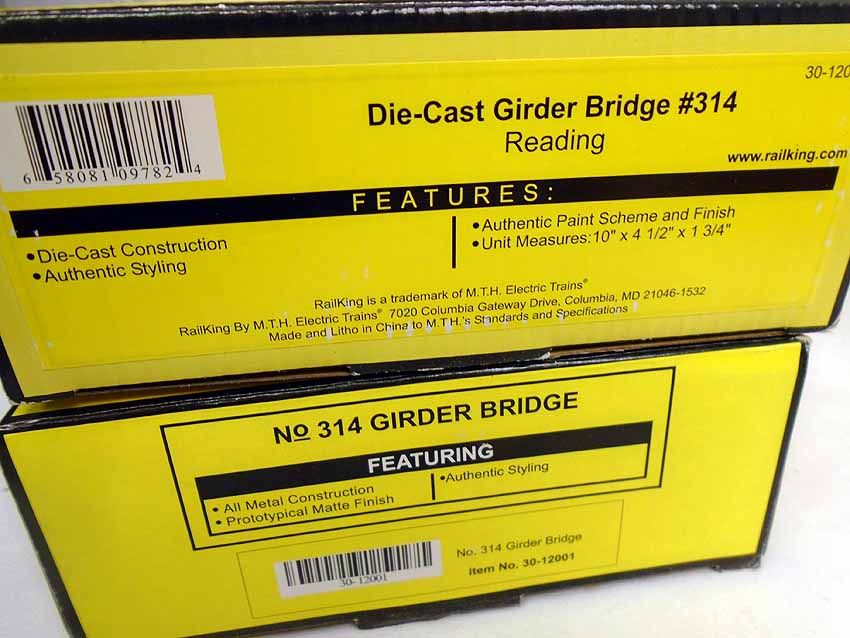 30-120
Die-Cast Girder Bridge #314
Reading
www.railking.com
6 58081 09782 4
FEATURES:
•Die-Cast Construction
•Authentic Styling
•Authentic Paint Scheme and Finish
•Unit Measures:10" x 4 1/2" x 1 3/4"
RailKing is a trademark of M.T.H. Electric Trains®
RailKing By M.T.H. Electric Trains® 7020 Columbia Gateway Drive, Columbia, MD 21046-1532
Made and Litho in China to M.T.H.'s Standards and Specifications
No 314 GIRDER BRIDGE
FEATURING
• All Metal Construction
• Prototypical Matte Finish
•Authentic Styling
30-12001
No. 314 Girder Bridge
item No. 30-12001